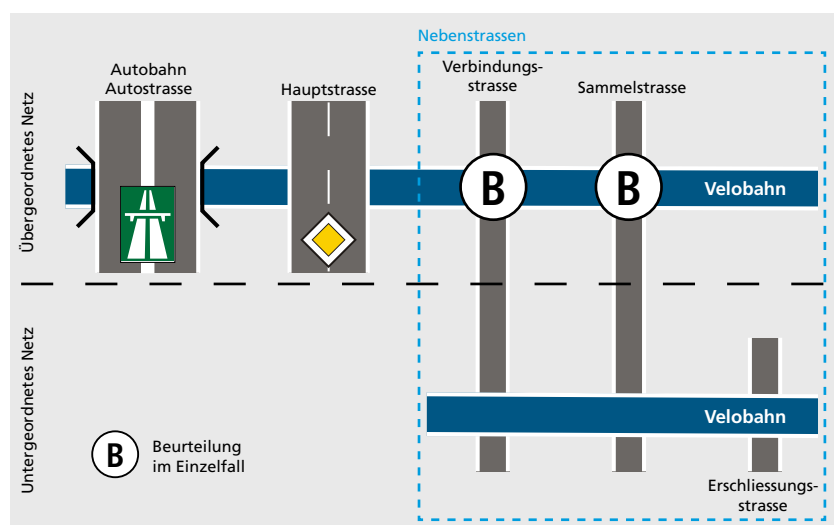 Nebenstrassen
Autobahn
Autostrasse
Hauptstrasse
Verbindungs-
strasse
Sammelstrasse
Übergeordnetes Netz
B
B
Velobahn
Untergeordnetes Netz
Velobahn
B
Beurteilung
im Einzelfall
Erschliessungs-
strasse